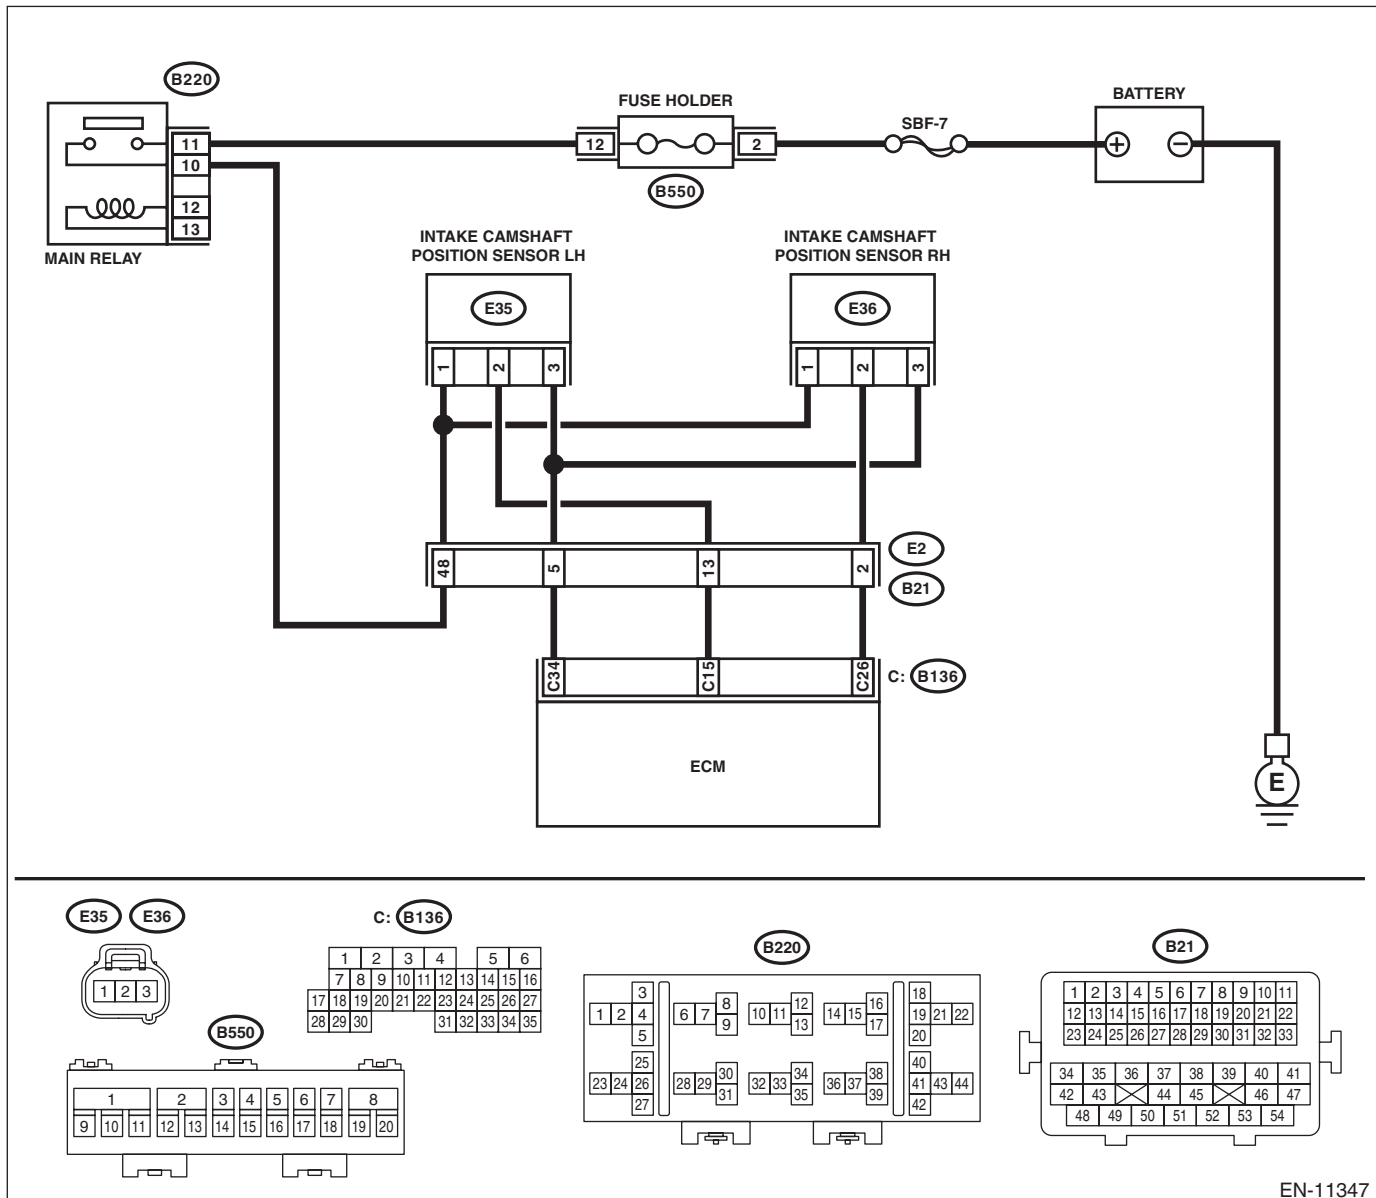 B220
FUSE HOLDER
BATTERY
SBF-7
11
12
2
+
−
10
B550
12
13
MAIN RELAY
INTAKE CAMSHAFT
POSITION SENSOR LH
INTAKE CAMSHAFT
POSITION SENSOR RH
E35
E36
1 2 3
1 2 3
E2
48 5 13 2
B21
C34 C15 C26
C: B136
ECM
E
E35 E36
1 2 3
C: B136
1 2 3 4 5 6
7 8 9 10 11 12 13 14 15 16
17 18 19 20 21 22 23 24 25 26 27
28 29 30 31 32 33 34 35
B550
1 2 3 4 5 6 7 8
9 10 11 12 13 14 15 16 17 18 19 20
B220
3 8 12 16 18
1 2 4 6 7 10 11 14 15 19 21 22
5 9 13 17 20
25 30 34 38 40
23 24 26 28 29 32 33 36 37 41 43 44
27 31 35 39 42
B21
1 2 3 4 5 6 7 8 9 10 11
12 13 14 15 16 17 18 19 20 21 22
23 24 25 26 27 28 29 30 31 32 33
34 35 36 37 38 39 40 41
42 43 44 45 46 47
48 49 50 51 52 53 54
EN-11347